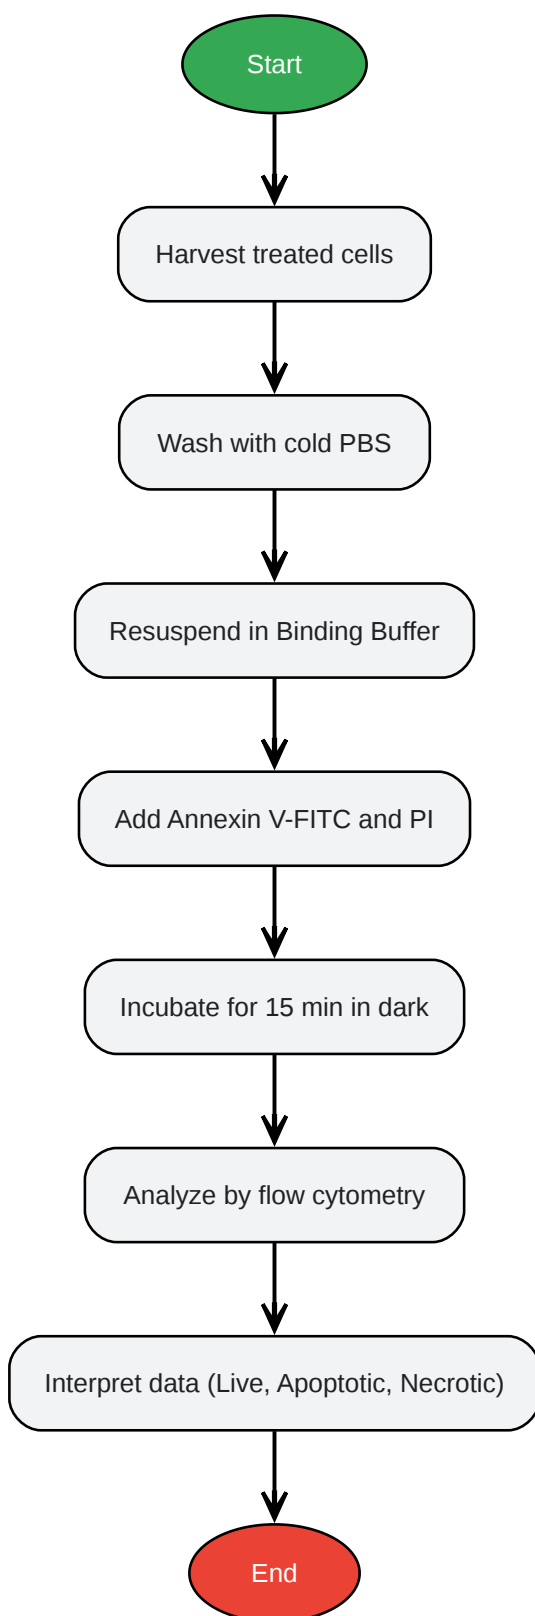 Start
Harvest treated cells
Wash with cold PBS
Resuspend in Binding Buffer
Add Annexin V-FITC and PI
Incubate for 15 min in dark
Analyze by flow cytometry
Interpret data (Live, Apoptotic, Necrotic)
End